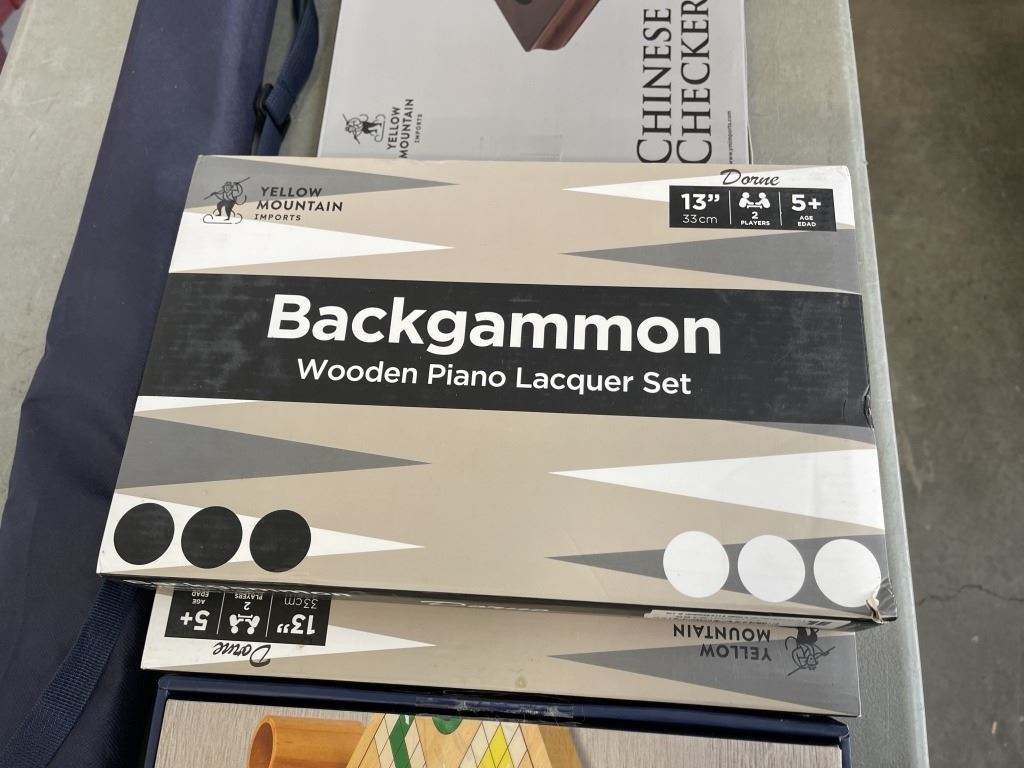 CHINESE
CHECKER
YELLOW
MOUNTAIN
IMPORTS
YELLOW
MOUNTAIN
IMPORTS
Dorne
13” 33cm
2 PLAYERS
5+ AGE EDAD
Backgammon
Wooden Piano Lacquer Set
13” 33cm
2 PLAYERS
5+ AGE EDAD
Dorne
YELLOW
MOUNTAIN